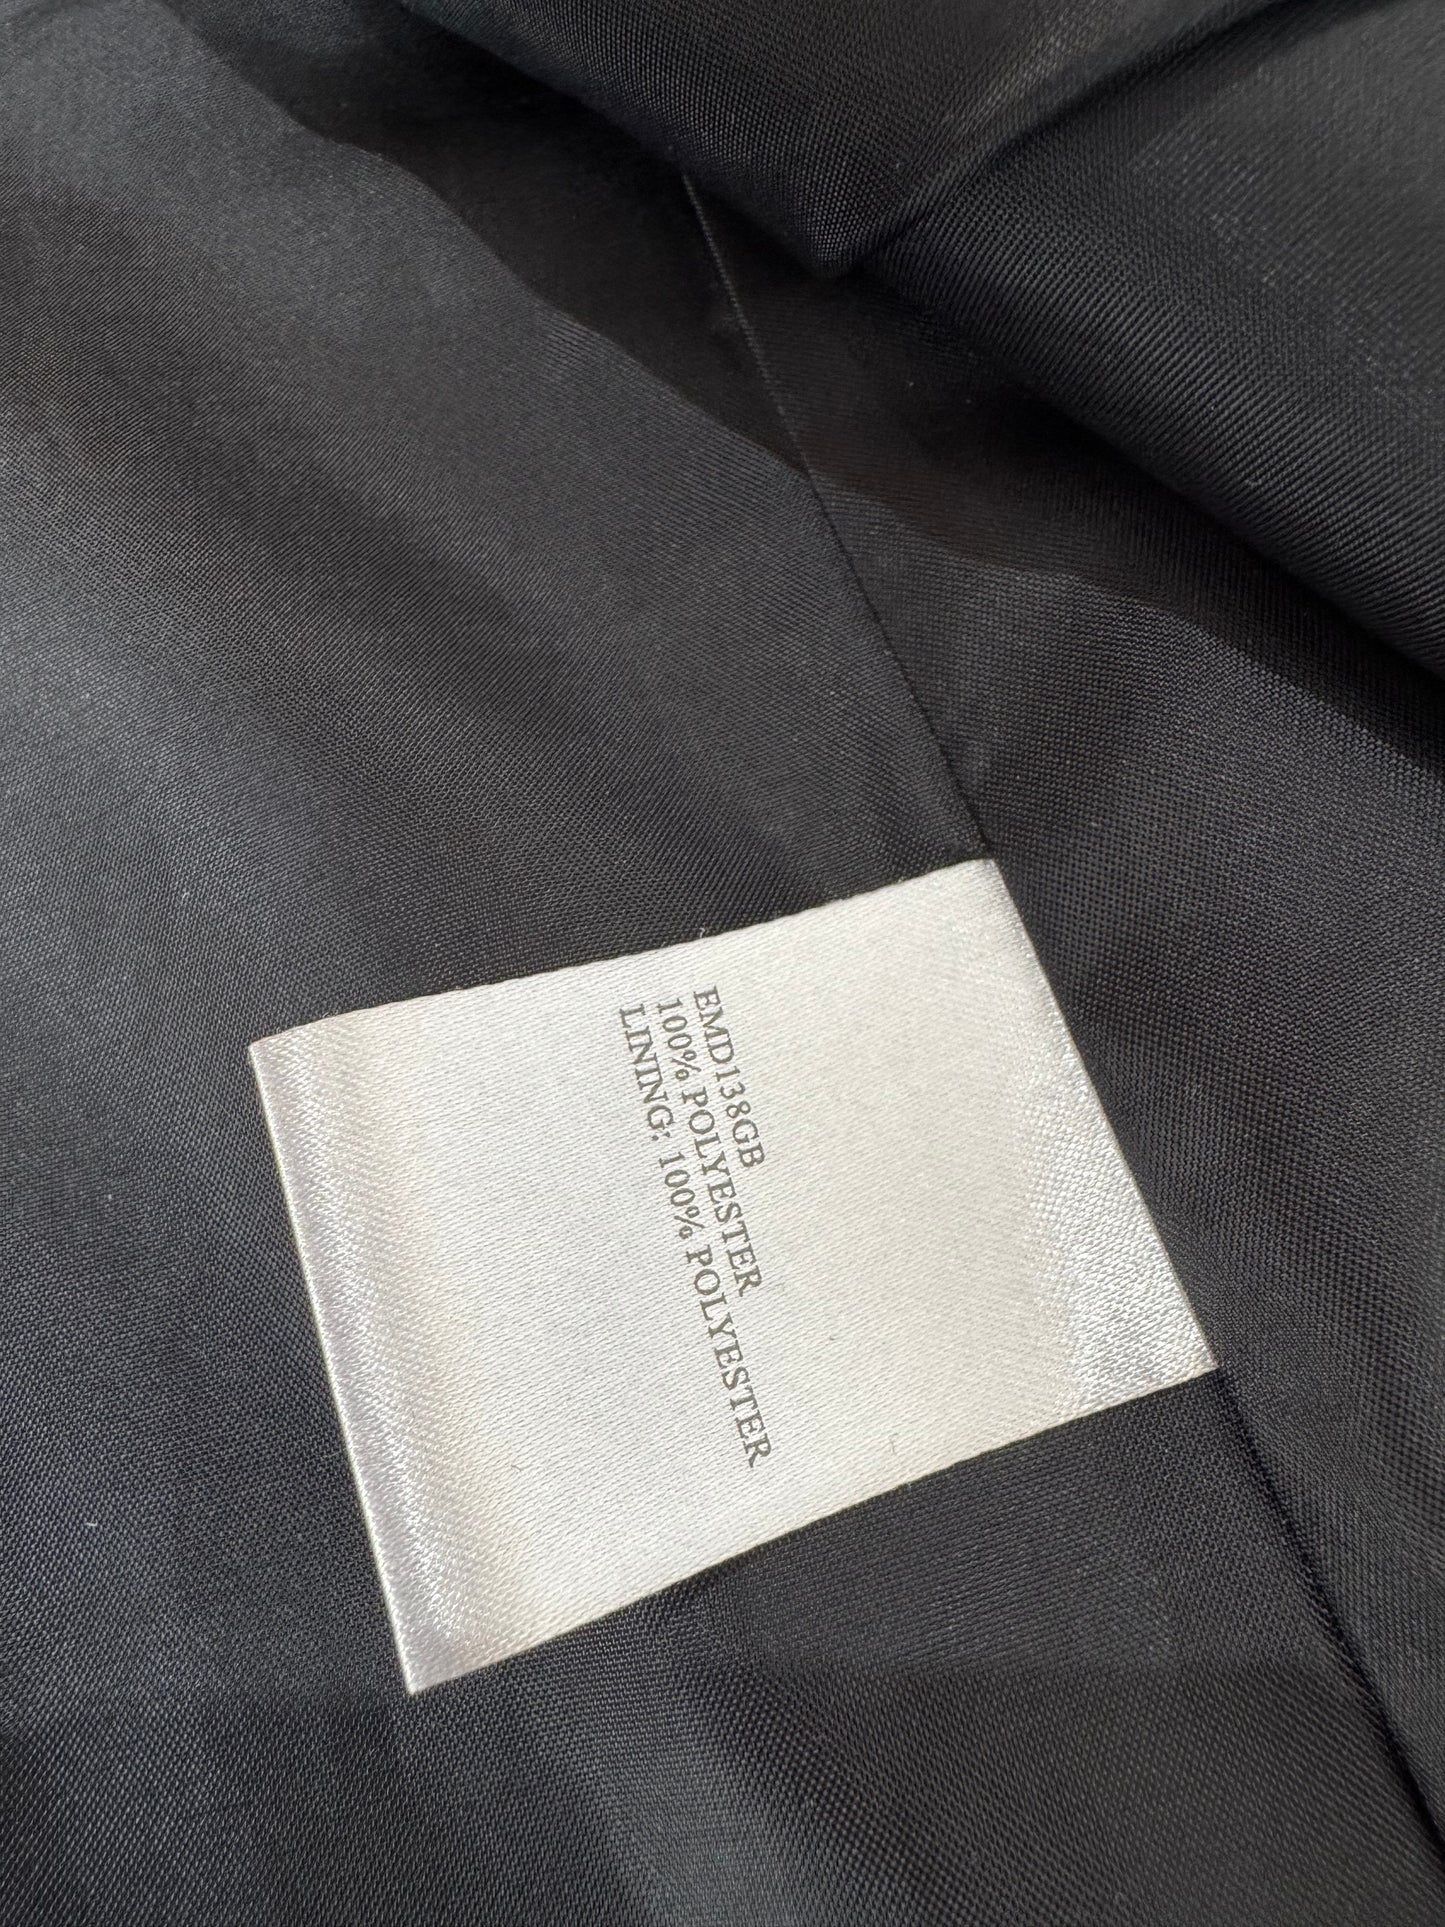 EMD138GB
100% POLYESTER
LINING: 100% POLYESTER